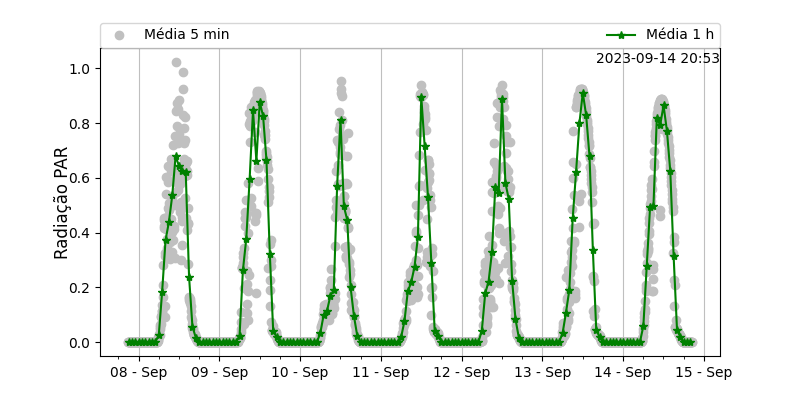 Média 5 min
Média 1 h
2023-09-14 20:53
Radiação PAR
1.0
0.8
0.6
0.4
0.2
0.0
08 - Sep
09 - Sep
10 - Sep
11 - Sep
12 - Sep
13 - Sep
14 - Sep
15 - Sep